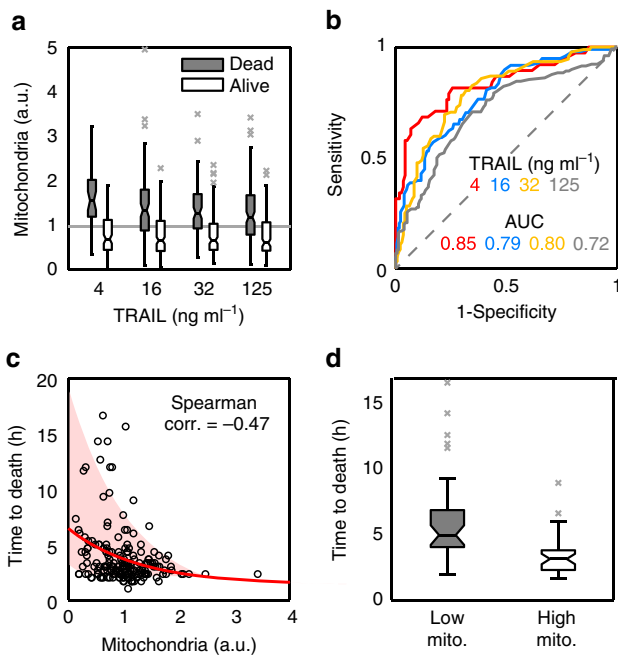 a
Mitochondria (a.u.)
5
4
3
2
1
0
Dead
Alive
4 16 32 125
TRAIL (ng ml⁻¹)
b
Sensitivity
1
0.5
0
TRAIL (ng ml⁻¹)
4 16 32 125
AUC
0.85 0.79 0.80 0.72
0 0.5 1
1-Specificity
c
Time to death (h)
20
15
10
5
0
Spearman
corr. = −0.47
0 1 2 3 4
Mitochondria (a.u.)
d
Time to death (h)
15
10
5
0
Low
mito.
High
mito.